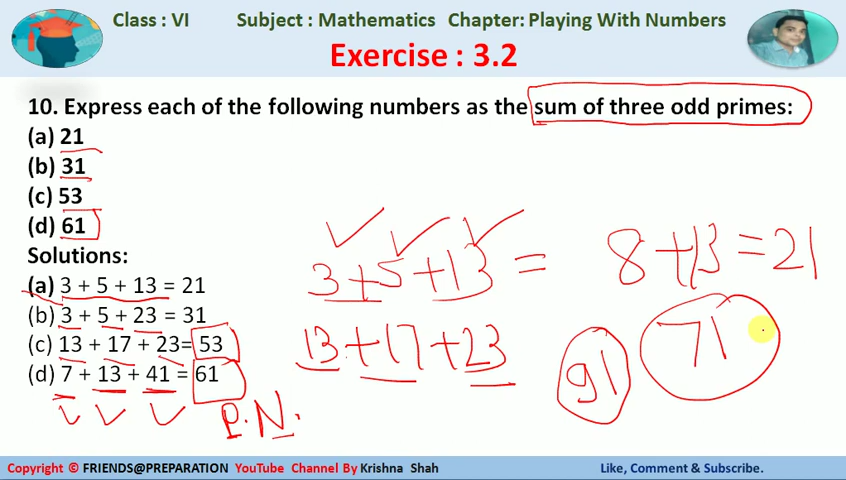 Class : VI Subject : Mathematics Chapter: Playing With Numbers
Exercise : 3.2
10. Express each of the following numbers as the sum of three odd primes:
(a) 21
(b) 31
(c) 53
(d) 61
Solutions:
(a) 3 + 5 + 13 = 21
(b) 3 + 5 + 23 = 31
(c) 13 + 17 + 23= 53
(d) 7 + 13 + 41 = 61
3+5+13 = 8+13=21
13+17+23
91 71
P.N.
Copyright © FRIENDS@PREPARATION YouTube Channel By Krishna Shah Like, Comment & Subscribe.